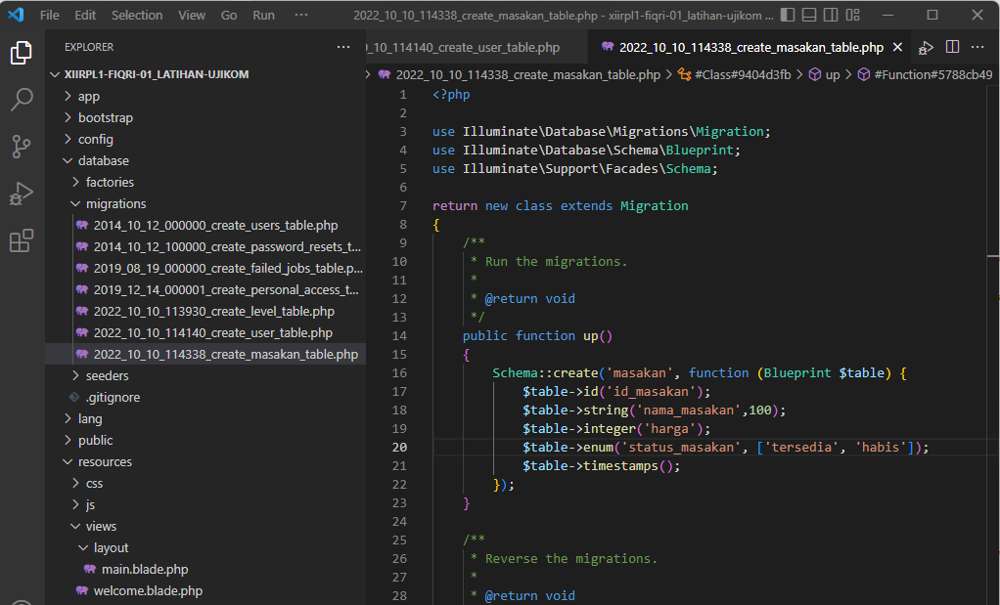 File Edit Selection View Go Run ··· 2022_10_10_114338_create_masakan_table.php - xiirpl1-fiqri-01_latihan-ujikom ...
EXPLORER ···
XIIRPL1-FIQRI-01_LATIHAN-UJIKOM
app
bootstrap
config
database
factories
migrations
2014_10_12_000000_create_users_table.php
2014_10_12_100000_create_password_resets_t...
2019_08_19_000000_create_failed_jobs_table.p...
2019_12_14_000001_create_personal_access_t...
2022_10_10_113930_create_level_table.php
2022_10_10_114140_create_user_table.php
2022_10_10_114338_create_masakan_table.php
seeders
.gitignore
lang
public
resources
css
js
views
layout
main.blade.php
welcome.blade.php
_10_114140_create_user_table.php 2022_10_10_114338_create_masakan_table.php
2022_10_10_114338_create_masakan_table.php > #Class#9404d3fb > up > #Function#5788cb49
1 <?php
2
3 use Illuminate\Database\Migrations\Migration;
4 use Illuminate\Database\Schema\Blueprint;
5 use Illuminate\Support\Facades\Schema;
6
7 return new class extends Migration
8 {
9 /**
10 * Run the migrations.
11 *
12 * @return void
13 */
14 public function up()
15 {
16 Schema::create('masakan', function (Blueprint $table) {
17 $table->id('id_masakan');
18 $table->string('nama_masakan',100);
19 $table->integer('harga');
20 $table->enum('status_masakan', ['tersedia', 'habis']);
21 $table->timestamps();
22 });
23 }
24
25 /**
26 * Reverse the migrations.
27 *
28 * @return void